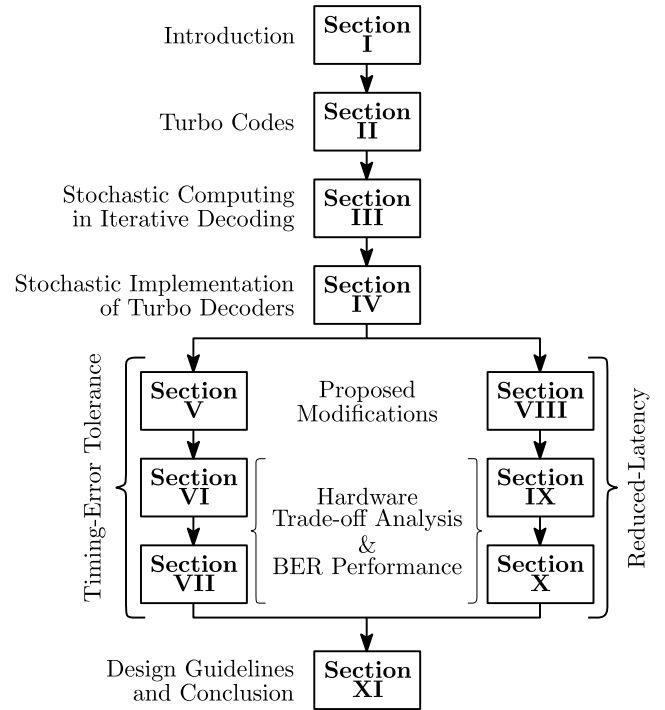 Introduction
Section
I
Turbo Codes
Section
II
Stochastic Computing
in Iterative Decoding
Section
III
Stochastic Implementation
of Turbo Decoders
Section
IV
Timing-Error Tolerance
Section
V
Proposed
Modifications
Section
VIII
Reduced-Latency
Section
VI
Hardware
Trade-off Analysis
&
BER Performance
Section
IX
Section
VII
Section
X
Design Guidelines
and Conclusion
Section
XI